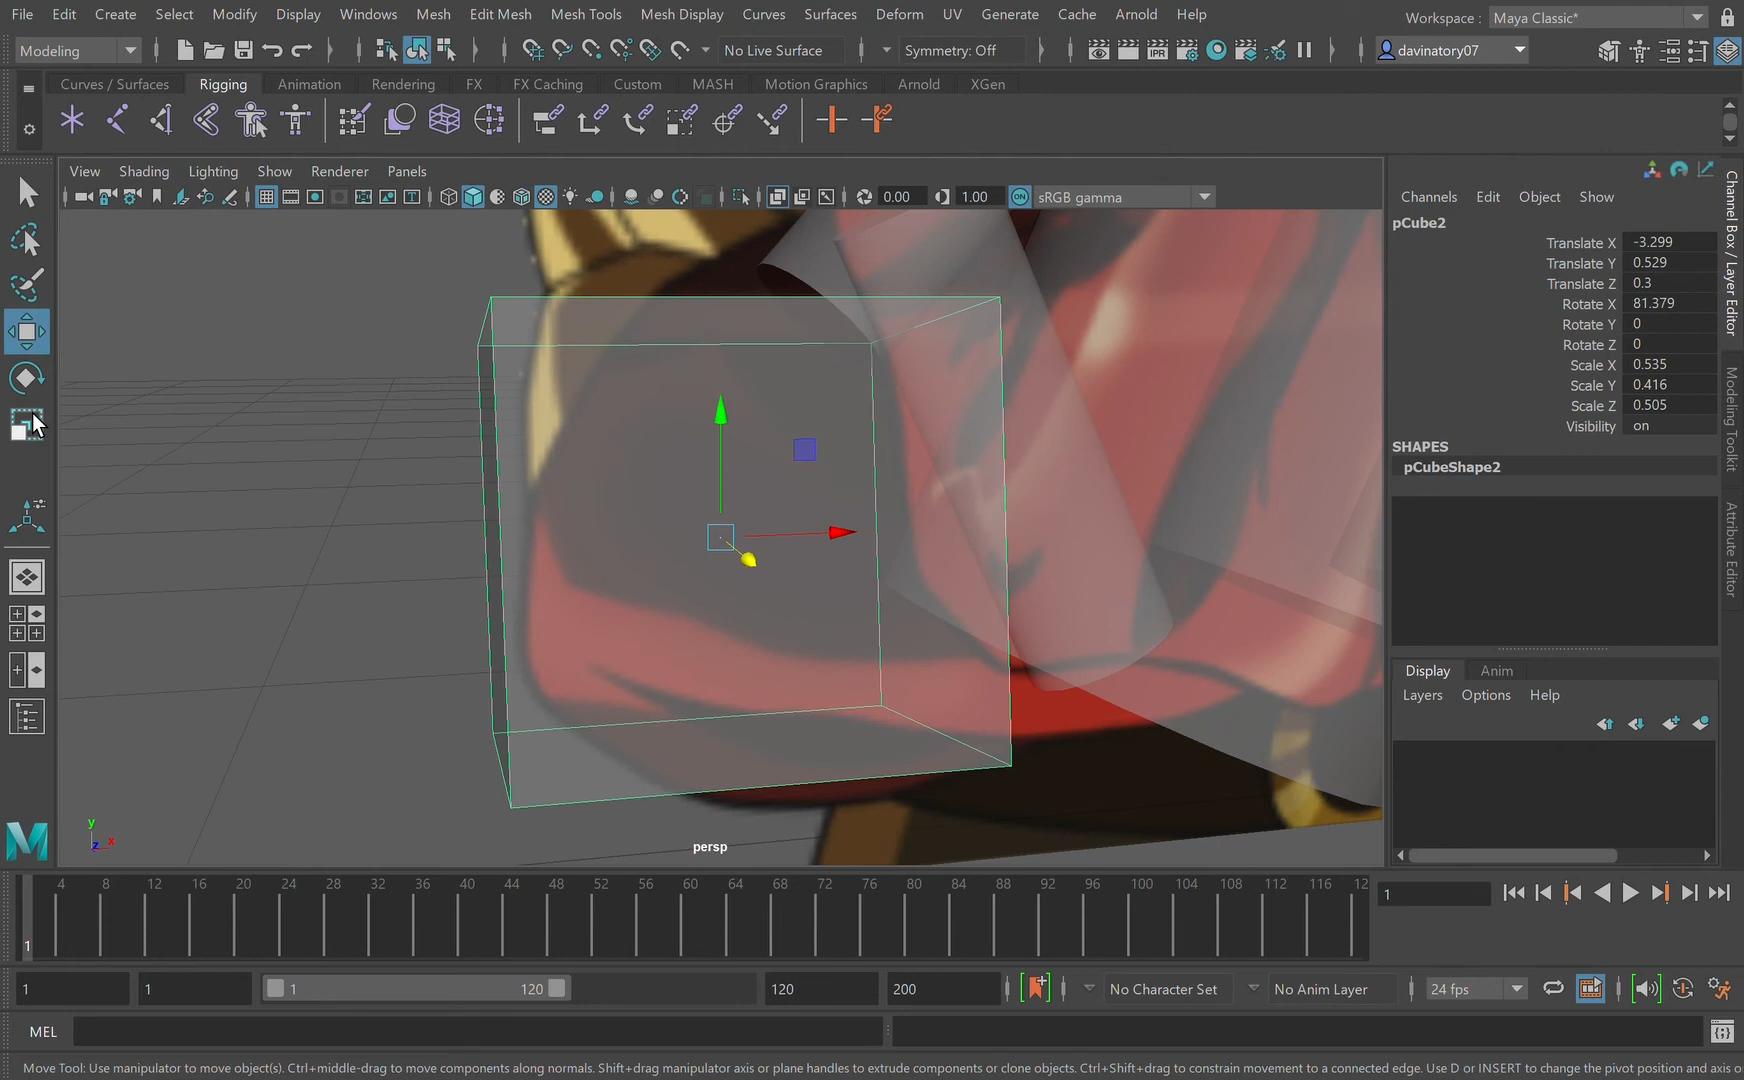 File Edit Create Select Modify Display Windows Mesh Edit Mesh Mesh Tools Mesh Display Curves Surfaces Deform UV Generate Cache Arnold Help
Workspace : Maya Classic*
Modeling
No Live Surface
Symmetry: Off
davinatory07
Curves / Surfaces Rigging Animation Rendering FX FX Caching Custom MASH Motion Graphics Arnold XGen
IPR
View Shading Lighting Show Renderer Panels
0.00 1.00 ON sRGB gamma
Channels Edit Object Show
pCube2
Translate X -3.299
Translate Y 0.529
Translate Z 0.3
Rotate X 81.379
Rotate Y 0
Rotate Z 0
Scale X 0.535
Scale Y 0.416
Scale Z 0.505
Visibility on
SHAPES
pCubeShape2
Channel Box / Layer Editor
Modeling Toolkit
Attribute Editor
Display Anim
Layers Options Help
y
z x
persp
4 8 12 16 20 24 28 32 36 40 44 48 52 56 60 64 68 72 76 80 84 88 92 96 100 104 108 112 116 12
1
1
1 1 1 120 120 200
No Character Set
No Anim Layer
24 fps
MEL
Move Tool: Use manipulator to move object(s). Ctrl+middle-drag to move components along normals. Shift+drag manipulator axis or plane handles to extrude components or clone objects. Ctrl+Shift+drag to constrain movement to a connected edge. Use D or INSERT to change the pivot position and axis o